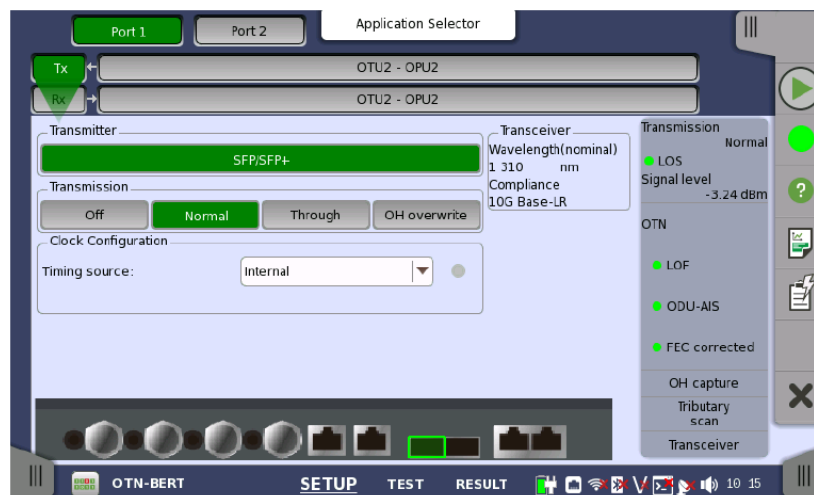 Port 1
Port 2
Application Selector
Tx
OTU2 - OPU2
Rx
OTU2 - OPU2
Transmitter
SFP/SFP+
Transmission
Off
Normal
Through
OH overwrite
Clock Configuration
Timing source:
Internal
Transceiver
Wavelength(nominal)
1 310 nm
Compliance
10G Base-LR
Transmission
Normal
LOS
Signal level
-3.24 dBm
OTN
LOF
ODU-AIS
FEC corrected
OH capture
Tributary
scan
Transceiver
OTN-BERT
SETUP
TEST
RESULT
10 15